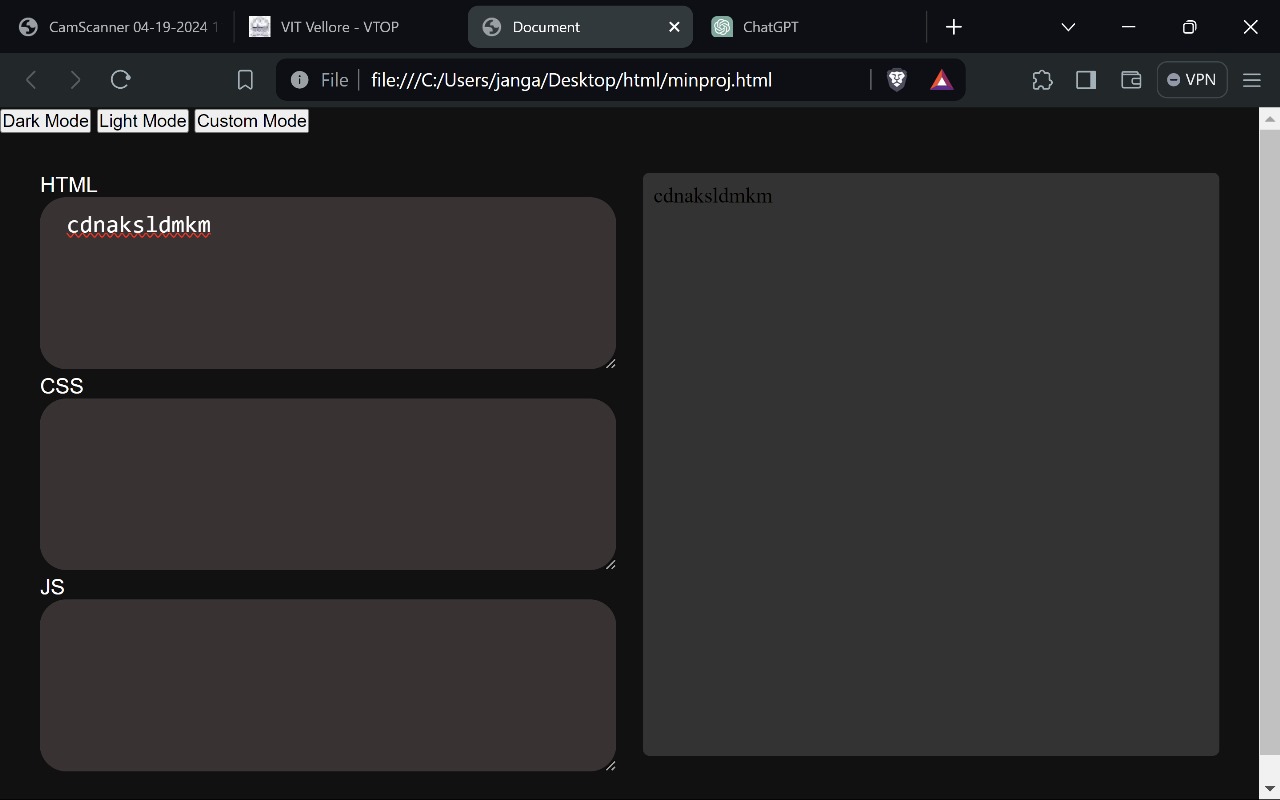 CamScanner 04-19-2024
VIT Vellore - VTOP
Document
ChatGPT
File
file:///C:/Users/janga/Desktop/html/minproj.html
VPN
Dark Mode
Light Mode
Custom Mode
HTML
cdnaksldmkm
CSS
JS
cdnaksldmkm